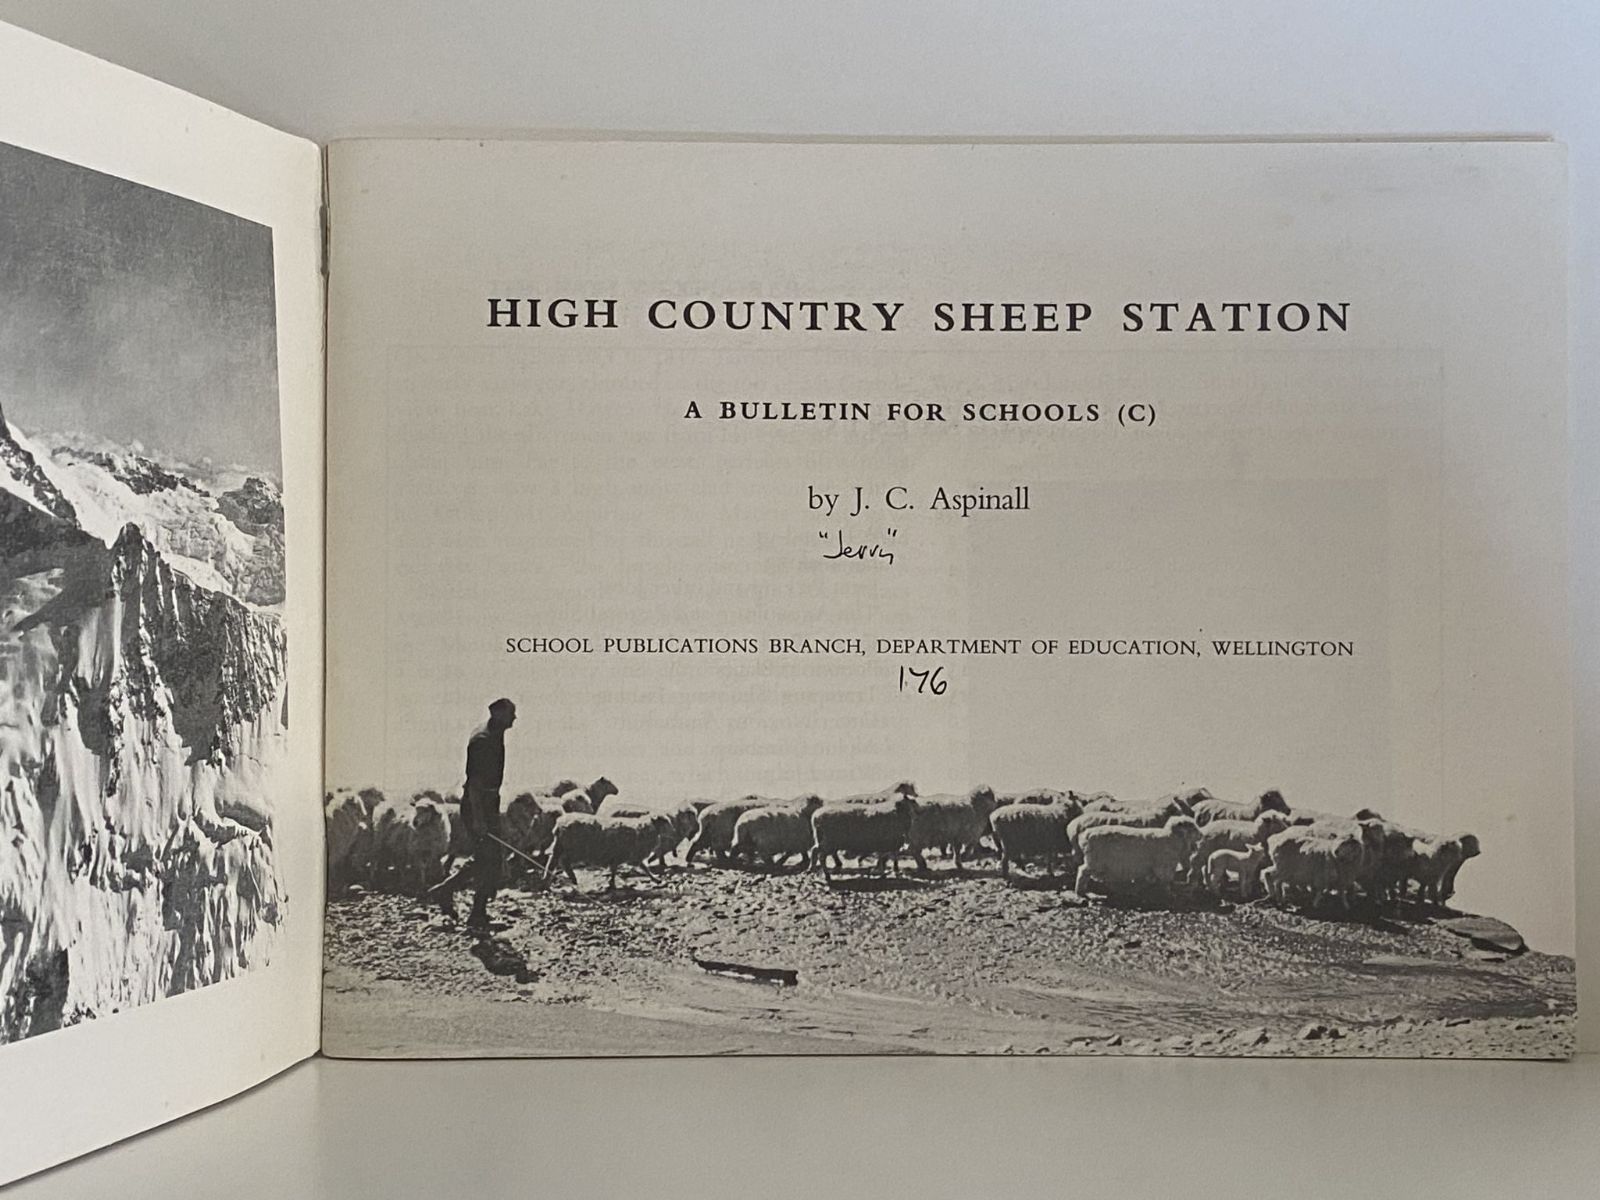 HIGH COUNTRY SHEEP STATION
A BULLETIN FOR SCHOOLS (C)
by J. C. Aspinall
"Jerry"
SCHOOL PUBLICATIONS BRANCH, DEPARTMENT OF EDUCATION, WELLINGTON
176